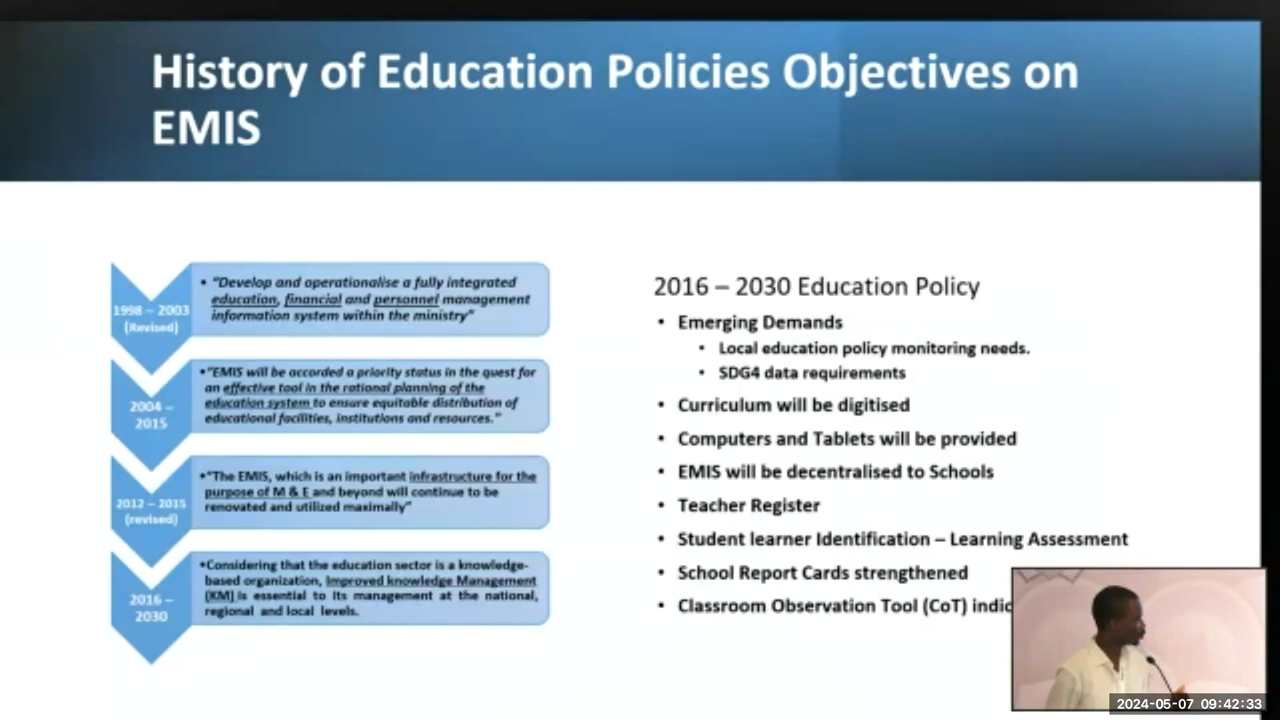 History of Education Policies Objectives on
EMIS
1998 – 2003
(Revised)
• "Develop and operationalise a fully integrated
education, financial and personnel management
information system within the ministry"
2004 –
2015
•"EMIS will be accorded a priority status in the quest for
an effective tool in the rational planning of the
education system to ensure equitable distribution of
educational facilities, institutions and resources."
2012 – 2015
(revised)
•"The EMIS, which is an important infrastructure for the
purpose of M & E and beyond will continue to be
renovated and utilized maximally"
2016 –
2030
•Considering that the education sector is a knowledge-
based organization, Improved knowledge Management
(KM) is essential to its management at the national,
regional and local levels.
2016 – 2030 Education Policy
• Emerging Demands
• Local education policy monitoring needs.
• SDG4 data requirements
• Curriculum will be digitised
• Computers and Tablets will be provided
• EMIS will be decentralised to Schools
• Teacher Register
• Student learner Identification – Learning Assessment
• School Report Cards strengthened
• Classroom Observation Tool (CoT)
2024-05-07 09:42:33